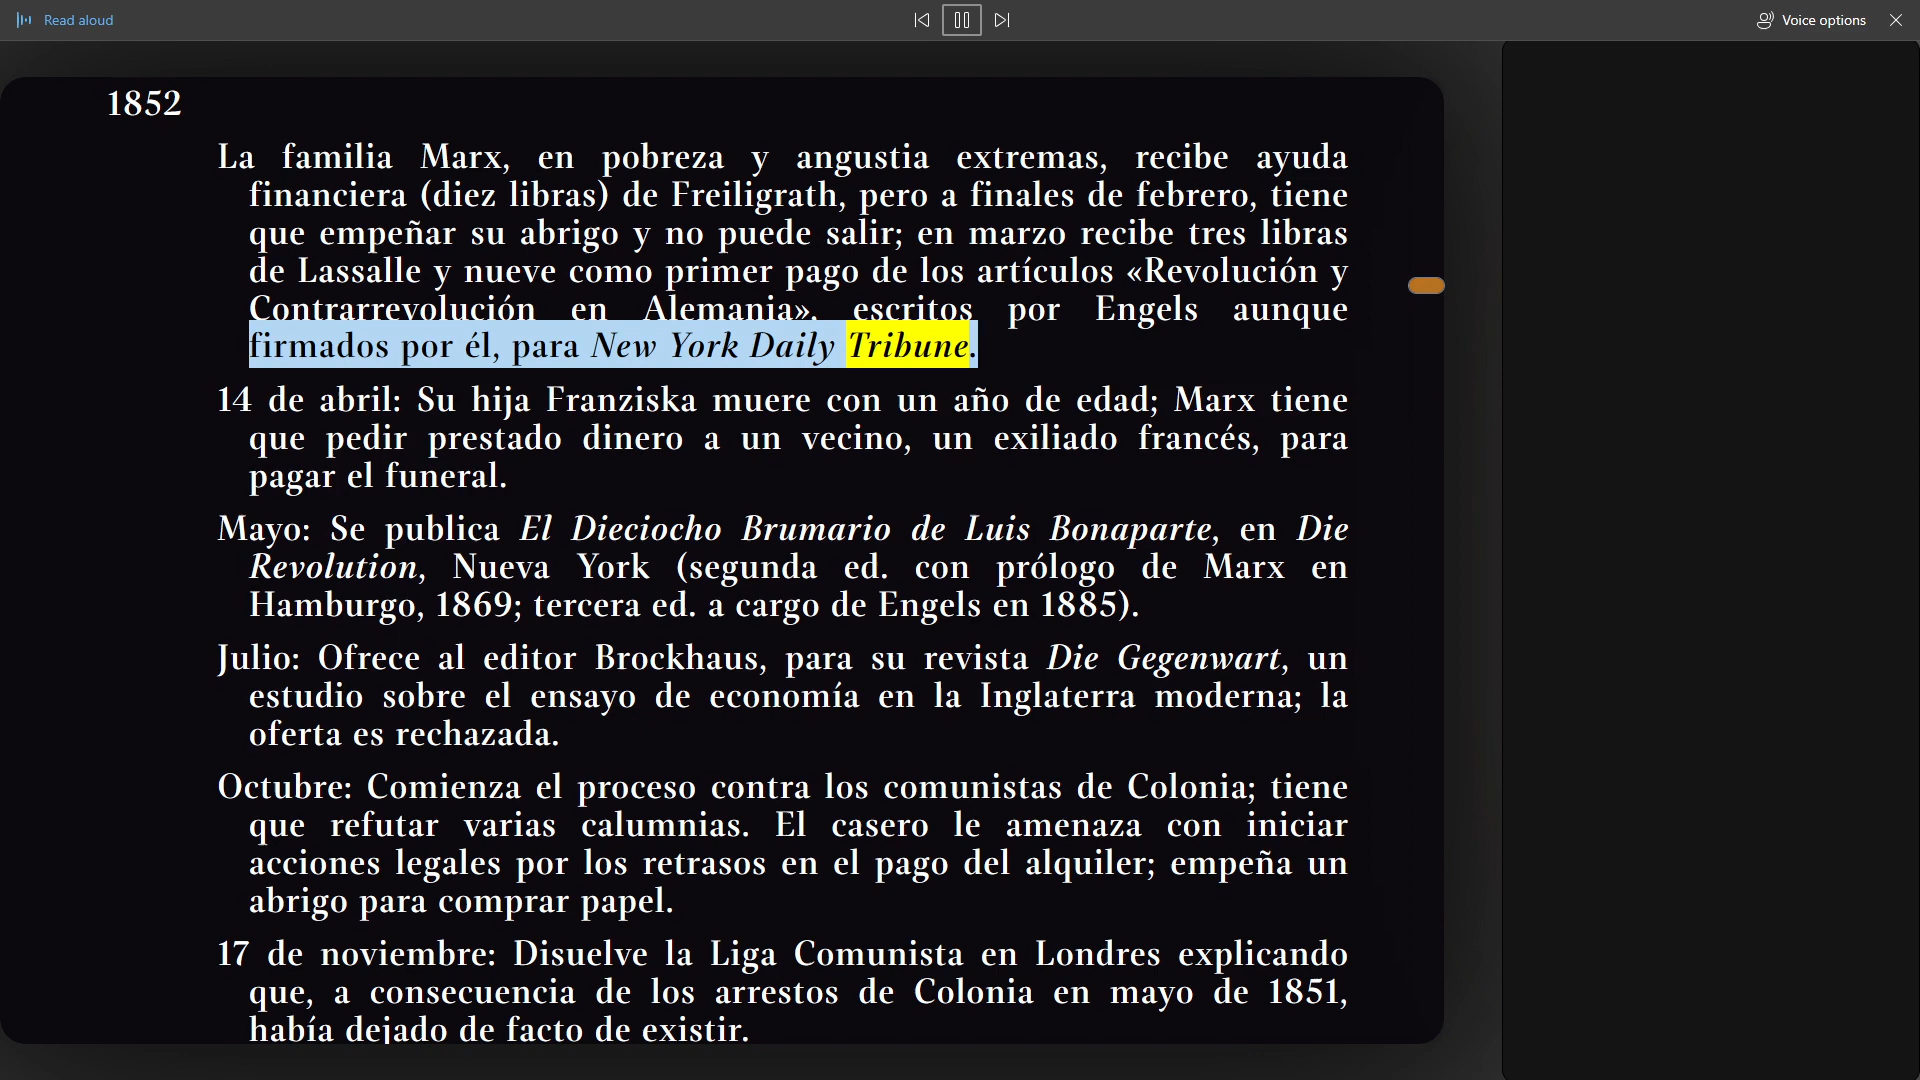 Read aloud
Voice options
1852
La familia Marx, en pobreza y angustia extremas, recibe ayuda
financiera (diez libras) de Freiligrath, pero a finales de febrero, tiene
que empeñar su abrigo y no puede salir; en marzo recibe tres libras
de Lassalle y nueve como primer pago de los artículos «Revolución y
Contrarrevolución en Alemania», escritos por Engels aunque
firmados por él, para New York Daily Tribune.
14 de abril: Su hija Franziska muere con un año de edad; Marx tiene
que pedir prestado dinero a un vecino, un exiliado francés, para
pagar el funeral.
Mayo: Se publica El Dieciocho Brumario de Luis Bonaparte, en Die
Revolution, Nueva York (segunda ed. con prólogo de Marx en
Hamburgo, 1869; tercera ed. a cargo de Engels en 1885).
Julio: Ofrece al editor Brockhaus, para su revista Die Gegenwart, un
estudio sobre el ensayo de economía en la Inglaterra moderna; la
oferta es rechazada.
Octubre: Comienza el proceso contra los comunistas de Colonia; tiene
que refutar varias calumnias. El casero le amenaza con iniciar
acciones legales por los retrasos en el pago del alquiler; empeña un
abrigo para comprar papel.
17 de noviembre: Disuelve la Liga Comunista en Londres explicando
que, a consecuencia de los arrestos de Colonia en mayo de 1851,
había dejado de facto de existir.